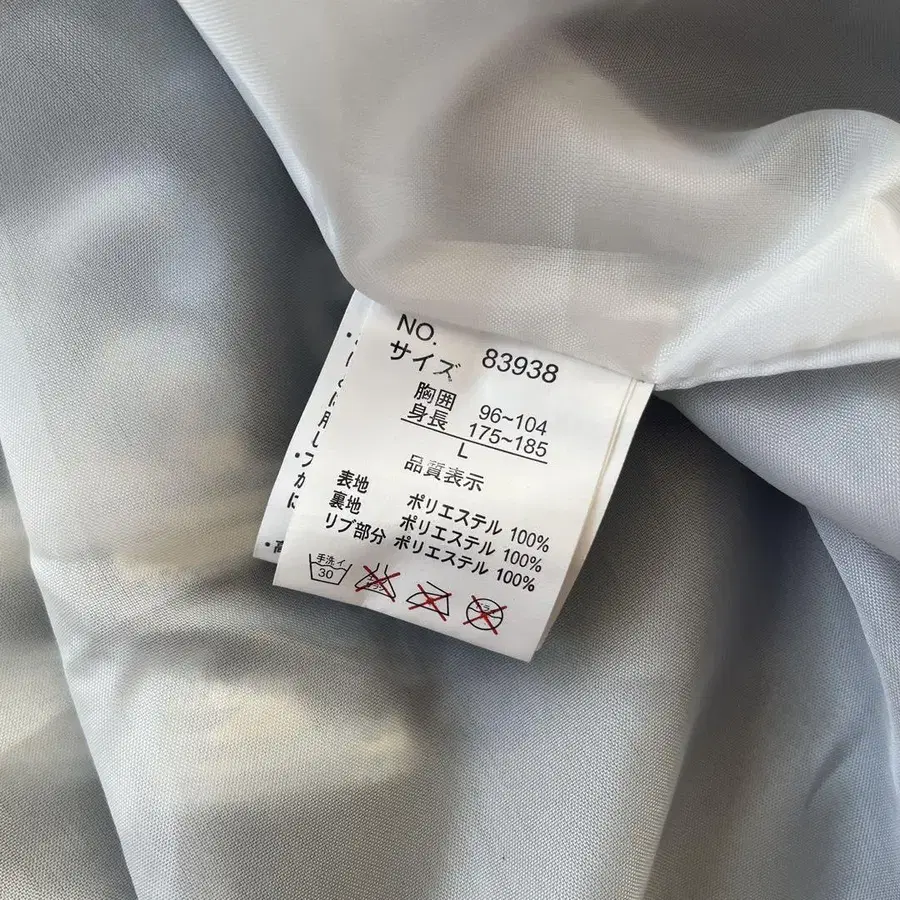 NO. 83938
サイズ
胸囲 96~104
身長 175~185
L
品質表示
表地 ポリエステル 100%
裏地 ポリエステル 100%
リブ部分 ポリエステル 100%
手洗イ
30